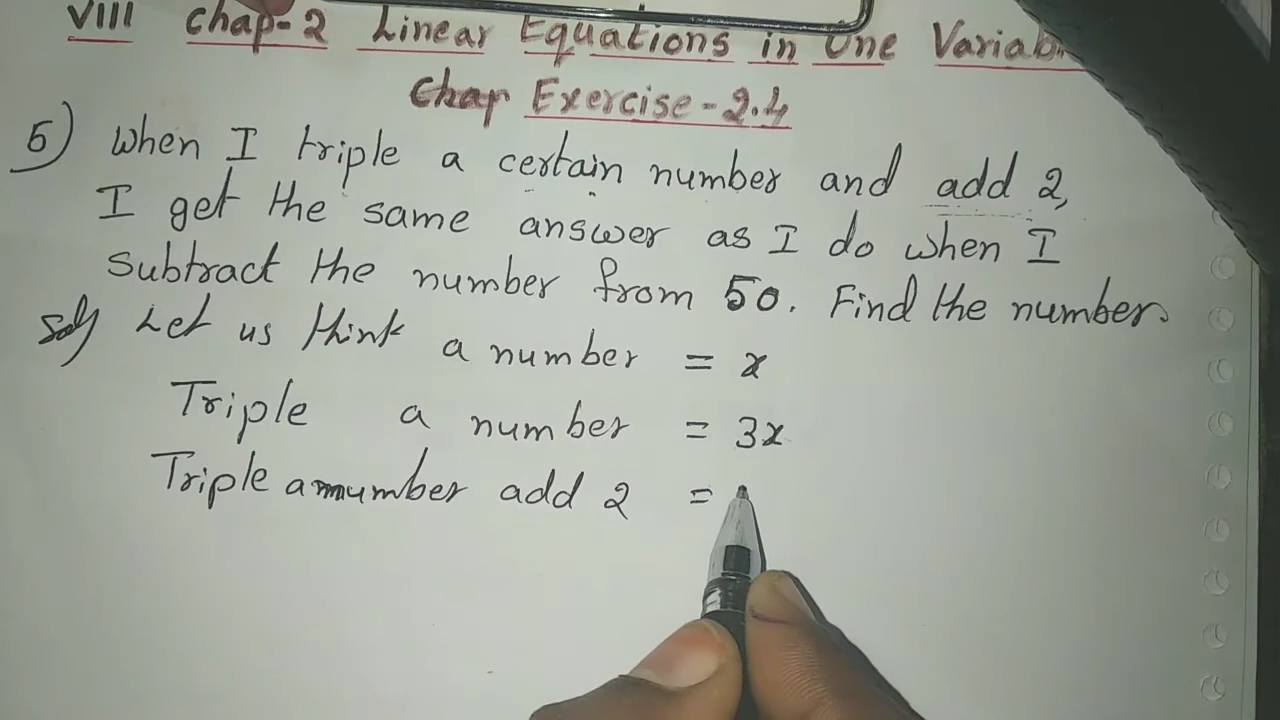 VIII Chap-2 Linear Equations in One
Chap Exercise-2.4
5) When I triple a certain number and add 2,
I get the same answer as I do when I
subtract the number from 50. Find the number.
Let us think a number = x
Triple a number = 3x
Triple a number add 2 =